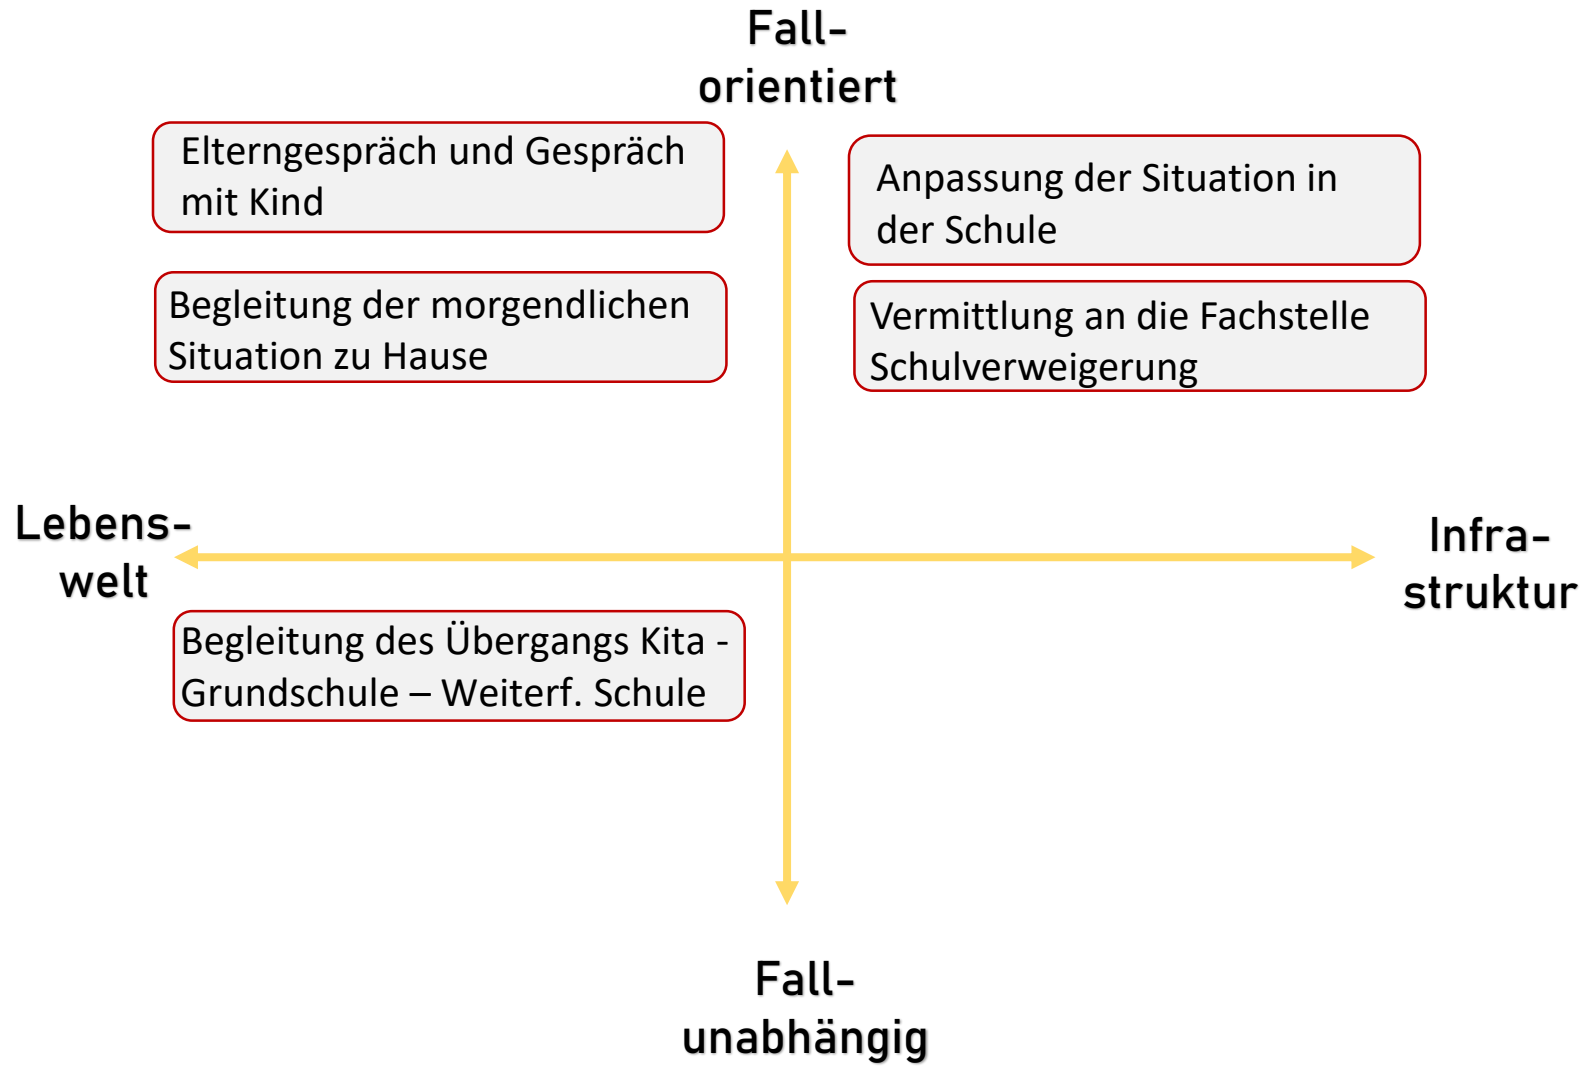 Fall-
orientiert
Elterngespräch und Gespräch
mit Kind
Anpassung der Situation in
der Schule
Begleitung der morgendlichen
Situation zu Hause
Vermittlung an die Fachstelle
Schulverweigerung
Lebens-
welt
Infra-
struktur
Begleitung des Übergangs Kita -
Grundschule – Weiterf. Schule
Fall-
unabhängig